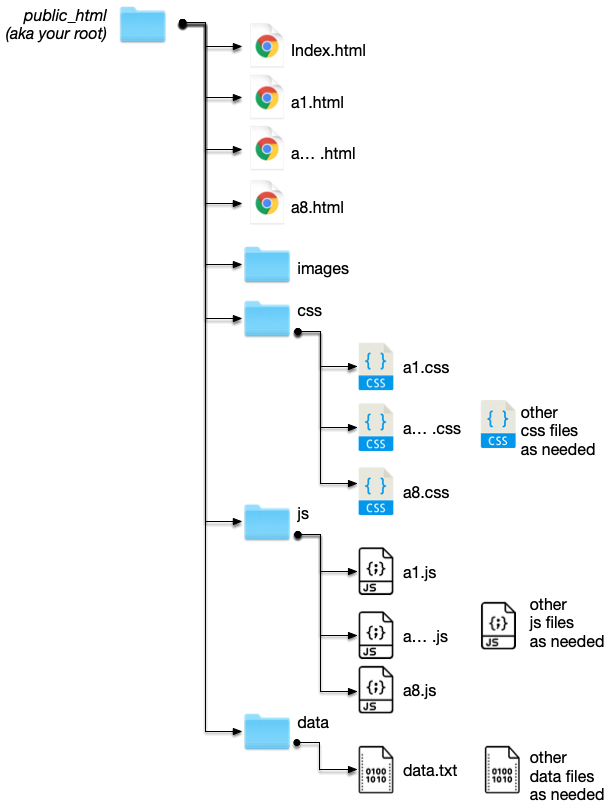 public_html
(aka your root)
Index.html
a1.html
a... .html
a8.html
images
css
{ }
CSS
a1.css
{ }
CSS
a... .css
{ }
CSS
other
css files
as needed
{ }
CSS
a8.css
js
{;}
JS
a1.js
{;}
JS
a... .js
{;}
JS
other
js files
as needed
{;}
JS
a8.js
data
0100
1010
data.txt
0100
1010
other
data files
as needed